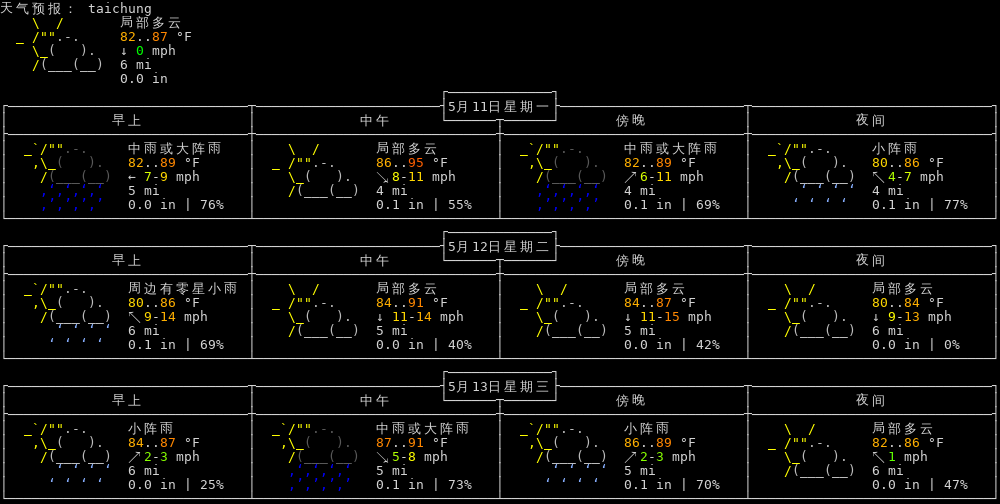 天气预报： taichung
局部多云
82..87 °F
↓ 0 mph
6 mi
0.0 in
5月11日星期一
早上 中午 傍晚 夜间
中雨或大阵雨 局部多云 中雨或大阵雨 小阵雨
82..89 °F 86..95 °F 82..89 °F 80..86 °F
← 7-9 mph ↘ 8-11 mph ↗ 6-11 mph ↖ 4-7 mph
5 mi 4 mi 4 mi 4 mi
0.0 in | 76% 0.1 in | 55% 0.1 in | 69% 0.1 in | 77%
5月12日星期二
早上 中午 傍晚 夜间
周边有零星小雨 局部多云 局部多云 局部多云
80..86 °F 84..91 °F 84..87 °F 80..84 °F
↖ 9-14 mph ↓ 11-14 mph ↓ 11-15 mph ↓ 9-13 mph
6 mi 5 mi 5 mi 6 mi
0.1 in | 69% 0.0 in | 40% 0.0 in | 42% 0.0 in | 0%
5月13日星期三
早上 中午 傍晚 夜间
小阵雨 中雨或大阵雨 小阵雨 局部多云
84..87 °F 87..91 °F 86..89 °F 82..86 °F
↗ 2-3 mph ↘ 5-8 mph ↗ 2-3 mph ↖ 1 mph
6 mi 5 mi 5 mi 6 mi
0.0 in | 25% 0.1 in | 73% 0.1 in | 70% 0.0 in | 47%